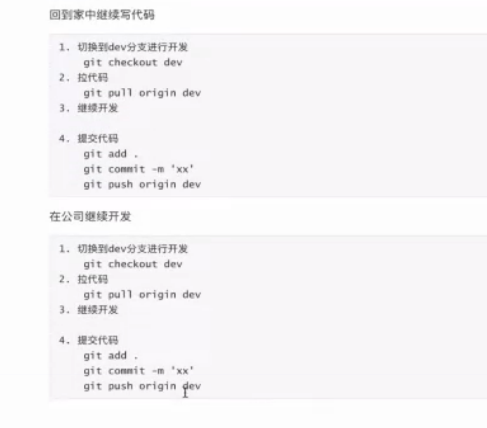 回到家中继续写代码
1. 切换到dev分支进行开发
git checkout dev
2. 拉代码
git pull origin dev
3. 继续开发
4. 提交代码
git add .
git commit -m 'xx'
git push origin dev
在公司继续开发
1. 切换到dev分支进行开发
git checkout dev
2. 拉代码
git pull origin dev
3. 继续开发
4. 提交代码
git add .
git commit -m 'xx'
git push origin dev